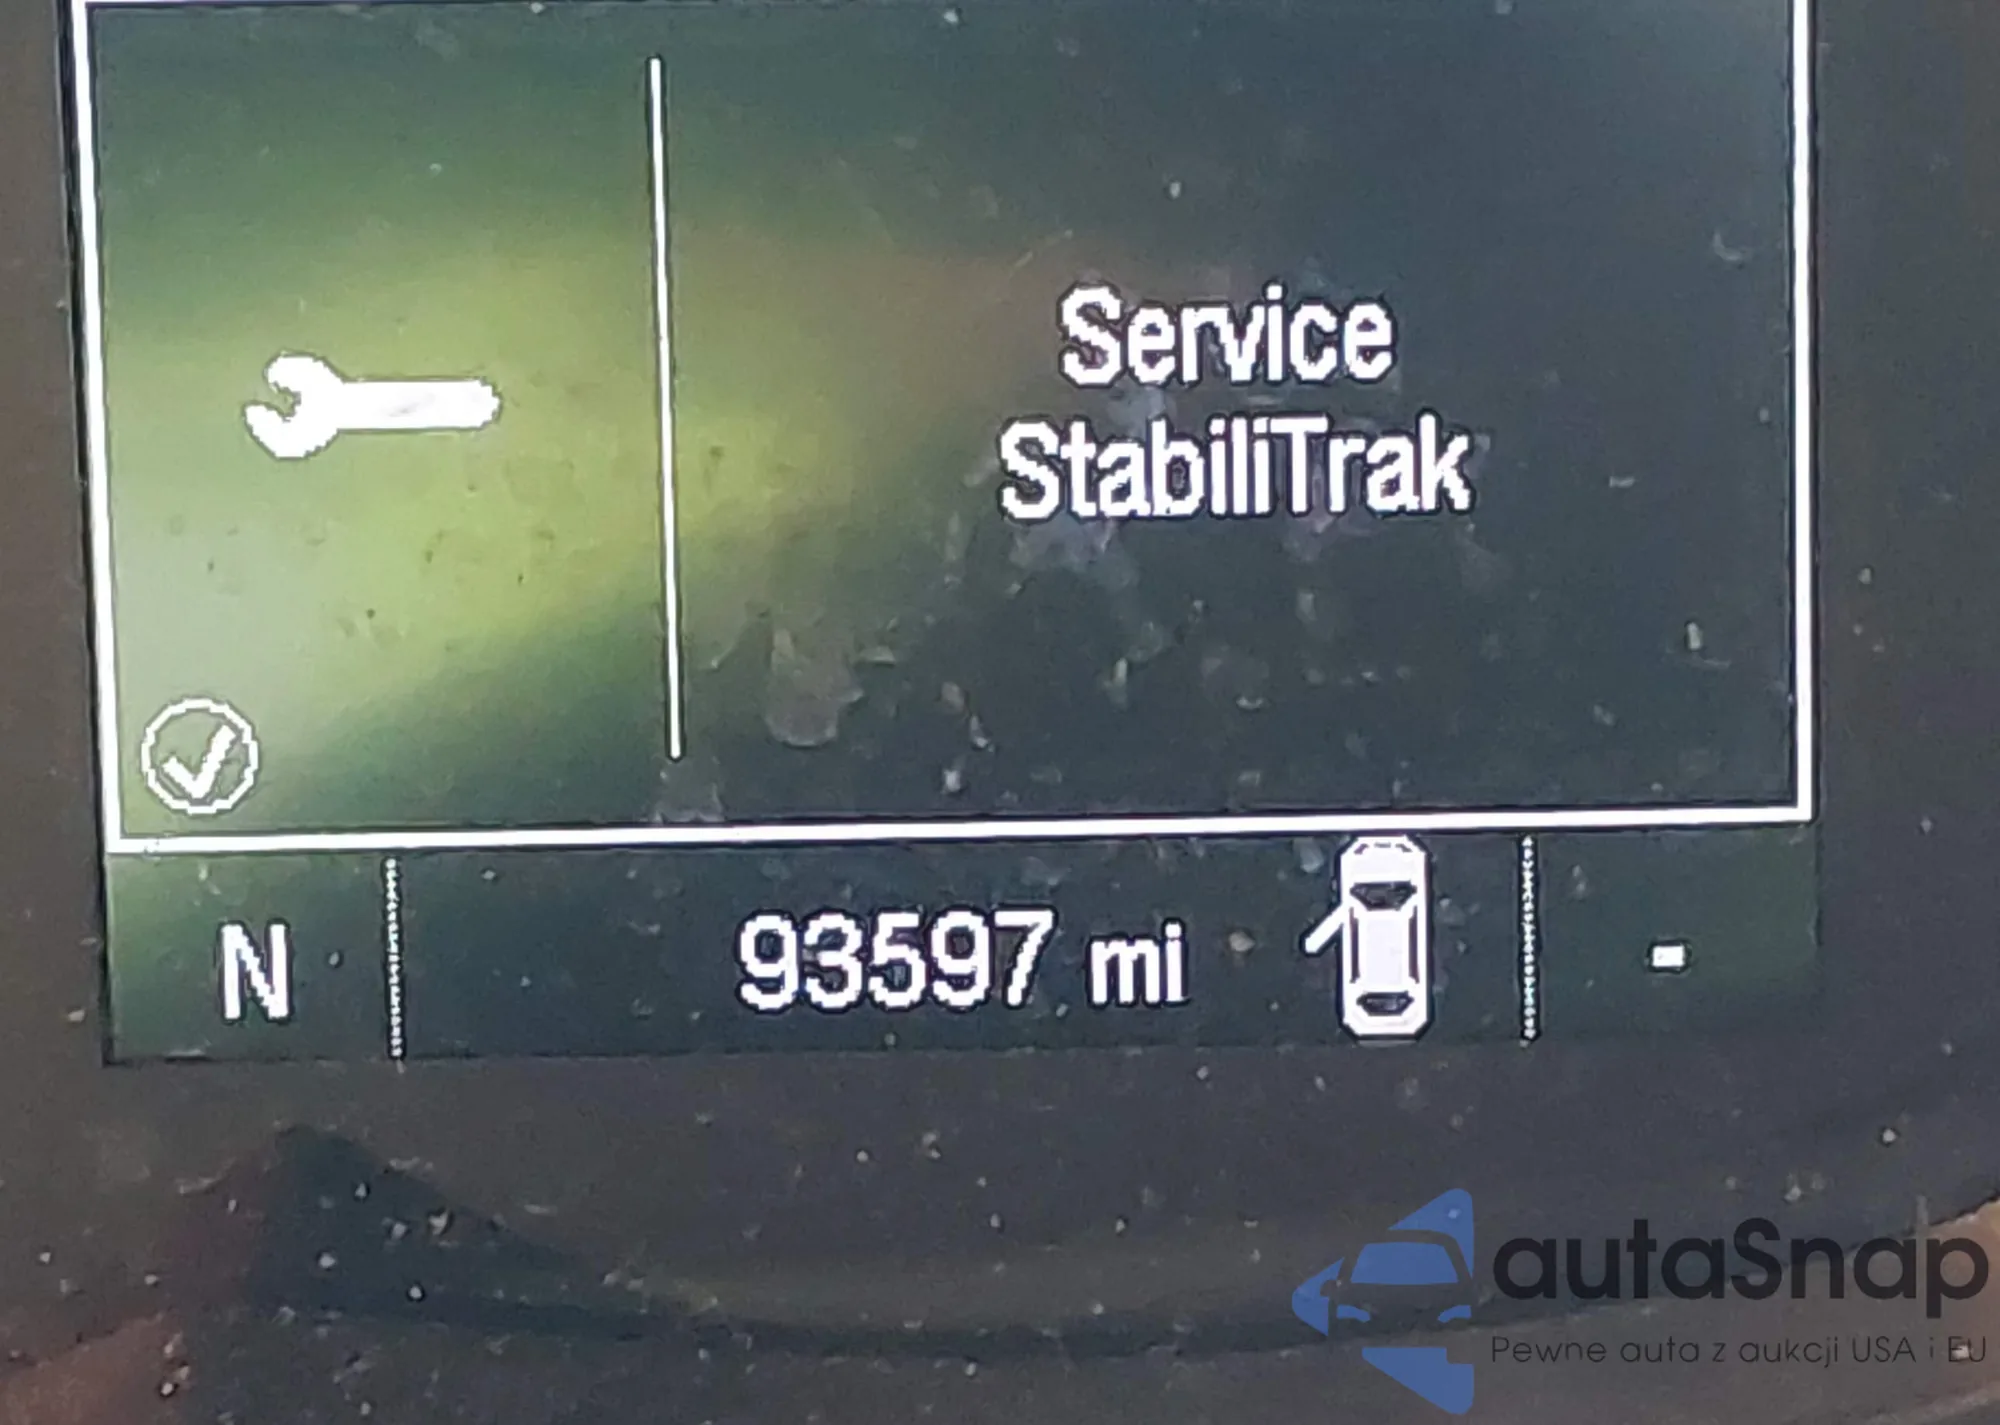 Service
StabiliTrak
N 93597 mi -
autaSnap
Pewne auta z aukcji USA i EU